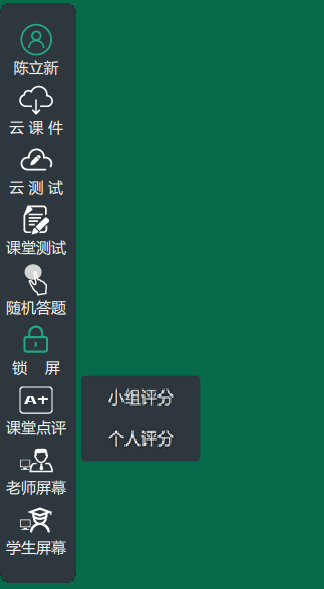 陈立新
云课件
云测试
课堂测试
随机答题
锁 屏
A+
课堂点评
小组评分
个人评分
老师屏幕
学生屏幕